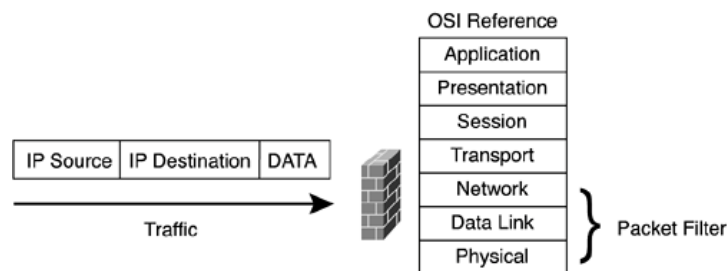 OSI Reference
Application
Presentation
Session
Transport
Network
Data Link
Physical
IP Source IP Destination DATA
Traffic
Packet Filter